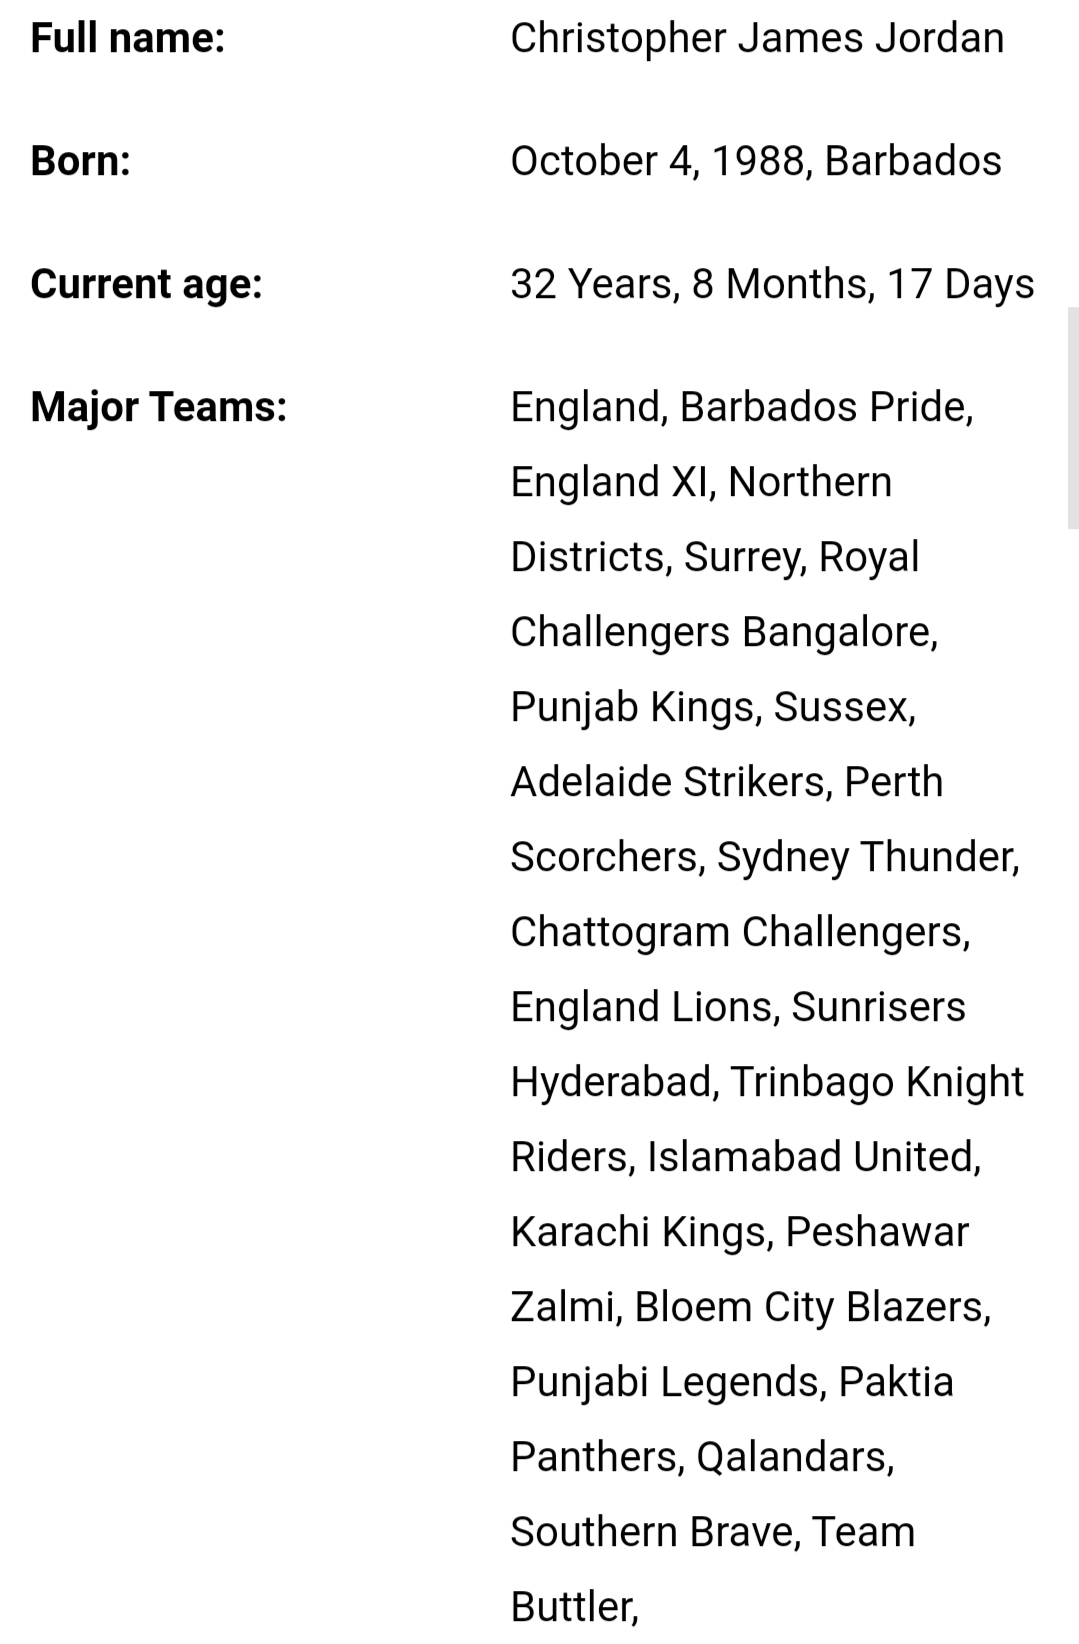 Full name: Christopher James Jordan
Born: October 4, 1988, Barbados
Current age: 32 Years, 8 Months, 17 Days
Major Teams: England, Barbados Pride,
England XI, Northern
Districts, Surrey, Royal
Challengers Bangalore,
Punjab Kings, Sussex,
Adelaide Strikers, Perth
Scorchers, Sydney Thunder,
Chattogram Challengers,
England Lions, Sunrisers
Hyderabad, Trinbago Knight
Riders, Islamabad United,
Karachi Kings, Peshawar
Zalmi, Bloem City Blazers,
Punjabi Legends, Paktia
Panthers, Qalandars,
Southern Brave, Team
Buttler,